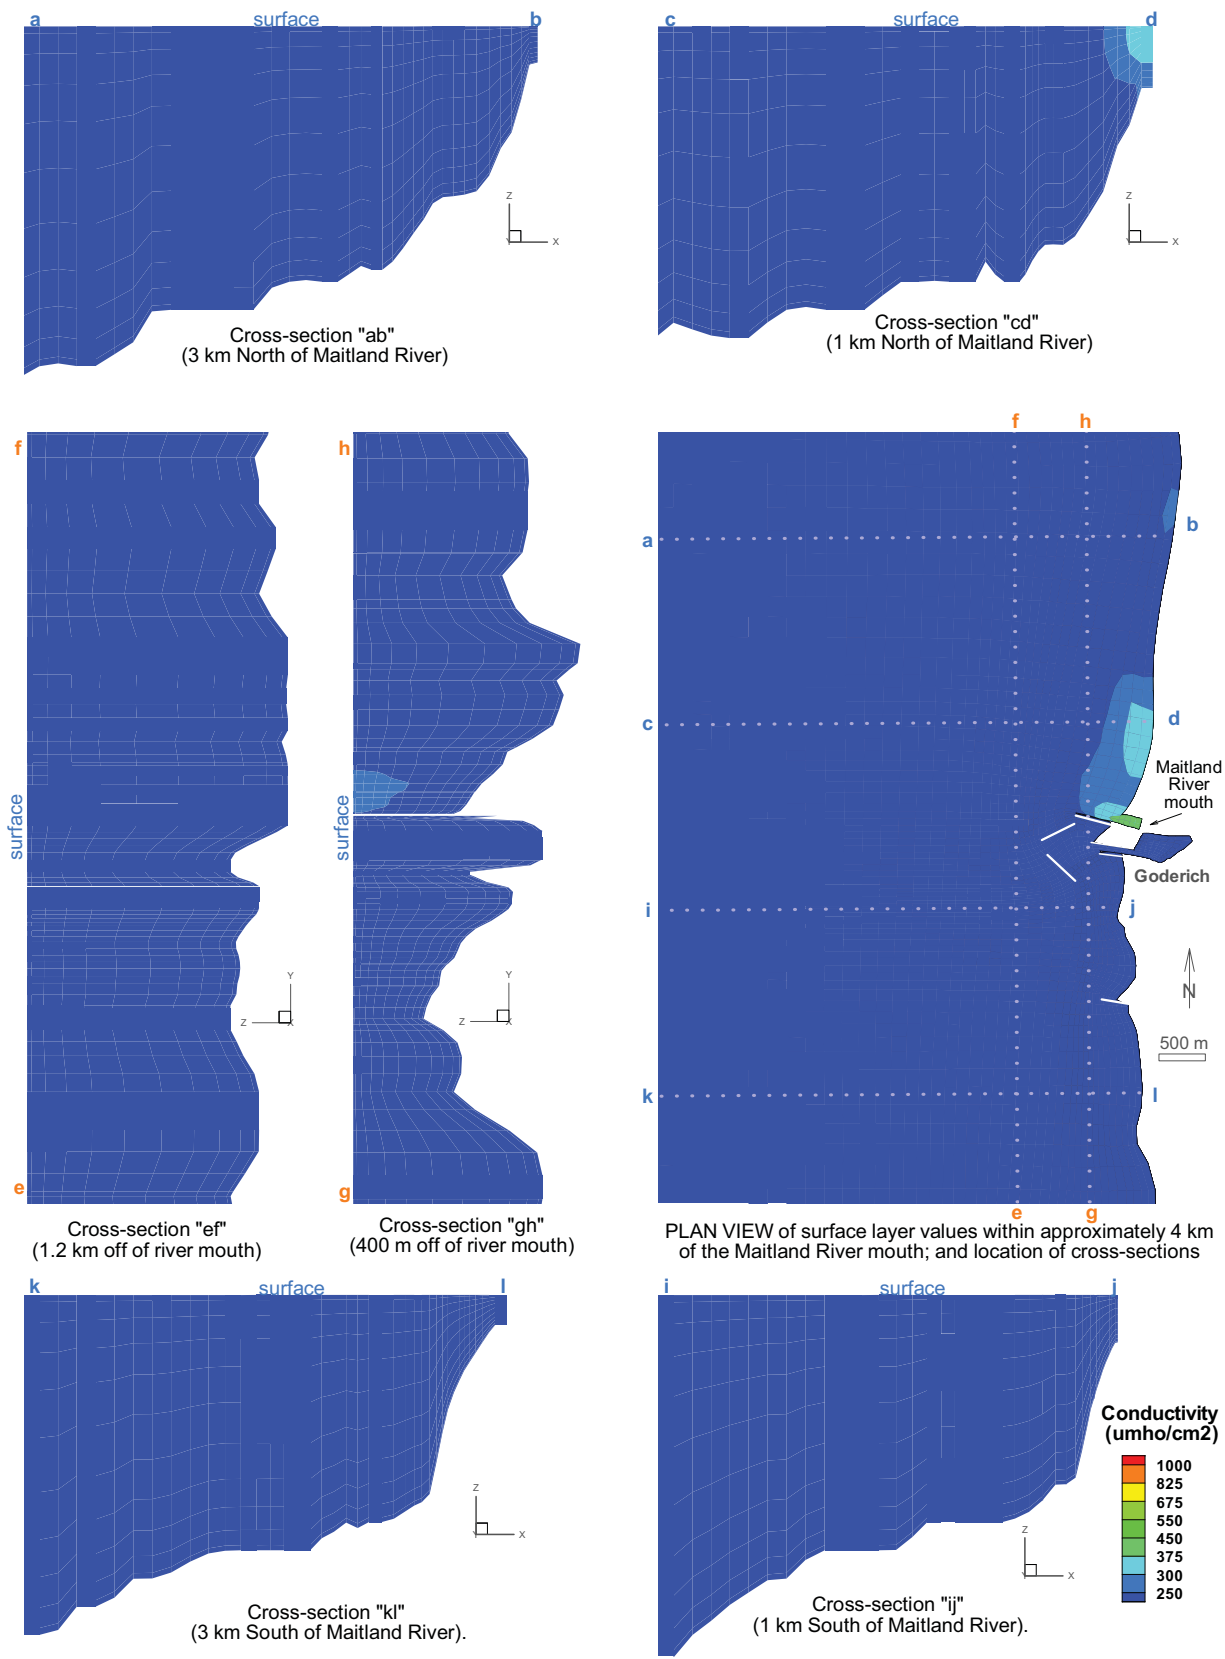 a surface b
Z
X
Cross-section "ab"
(3 km North of Maitland River)
c surface d
Z
X
Cross-section "cd"
(1 km North of Maitland River)
f
surface
e
Y
Z X
Cross-section "ef"
(1.2 km off of river mouth)
h
surface
g
Y
Z X
Cross-section "gh"
(400 m off of river mouth)
f h
a b
c d
Maitland
River
mouth
Goderich
i j
N
500 m
k l
e g
PLAN VIEW of surface layer values within approximately 4 km
of the Maitland River mouth; and location of cross-sections
k surface l
Z
X
Cross-section "kl"
(3 km South of Maitland River).
i surface j
Z
X
Cross-section "ij"
(1 km South of Maitland River).
Conductivity
(umho/cm2)
1000
825
675
550
450
375
300
250